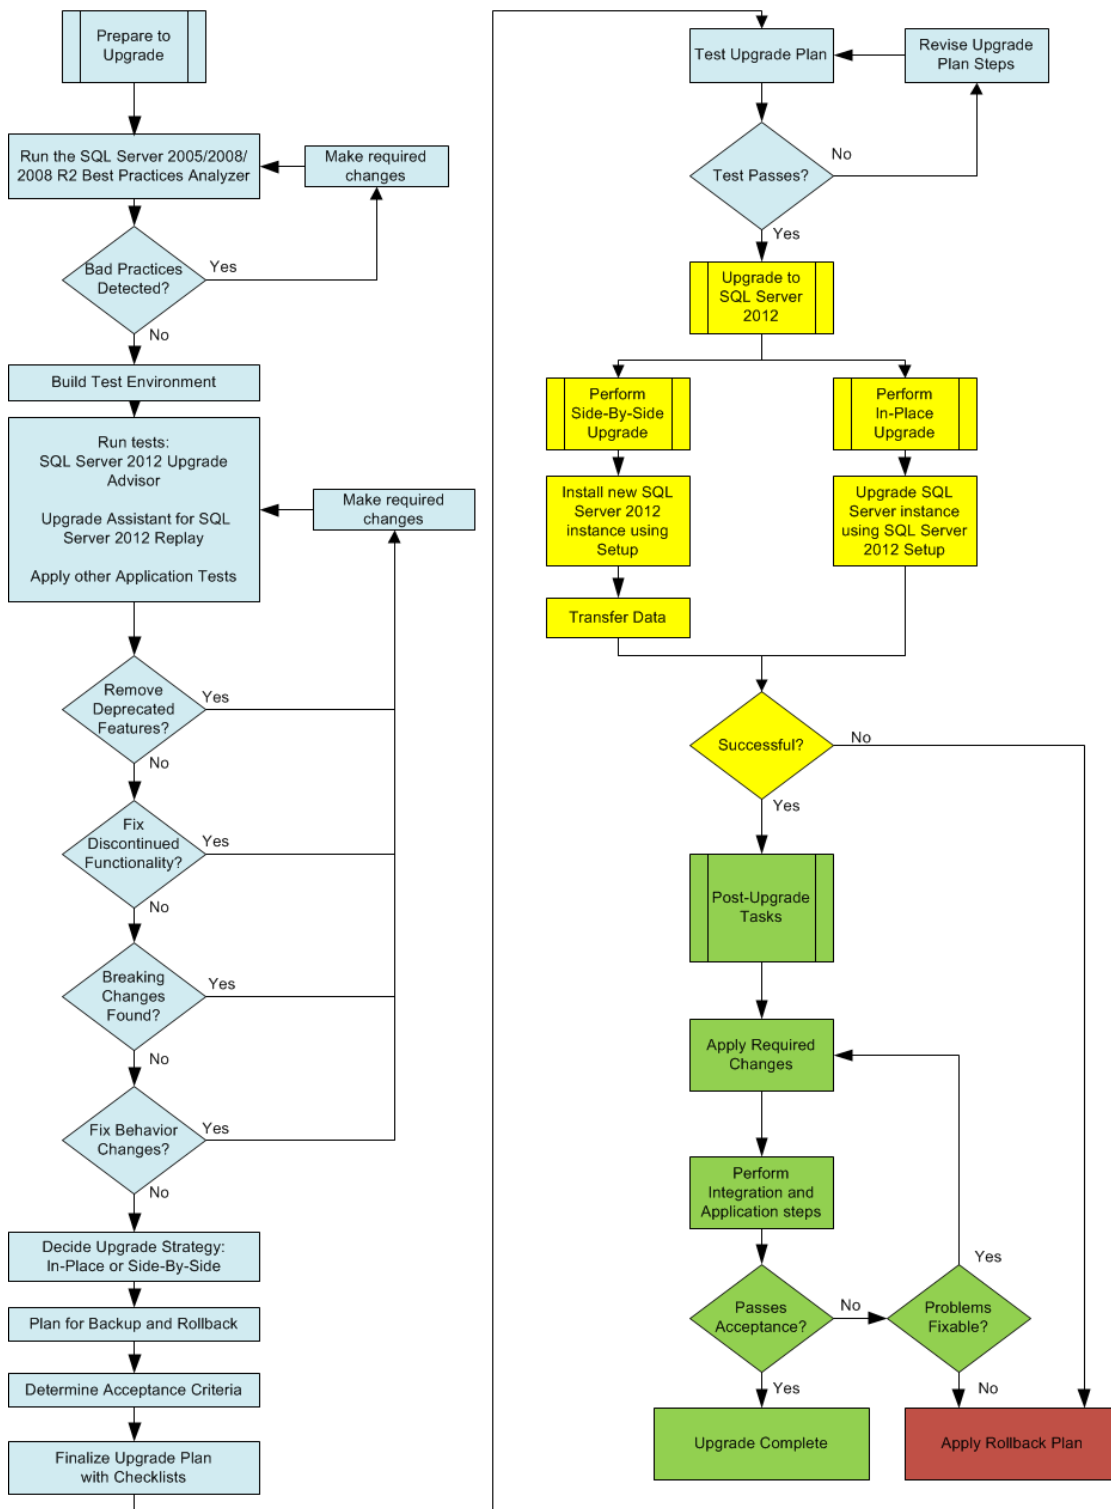 Prepare to
Upgrade
Run the SQL Server 2005/2008/
2008 R2 Best Practices Analyzer
Make required
changes
Bad Practices
Detected?
Yes
No
Build Test Environment
Run tests:
SQL Server 2012 Upgrade
Advisor
Upgrade Assistant for SQL
Server 2012 Replay
Apply other Application Tests
Make required
changes
Remove
Deprecated
Features?
Yes
No
Fix
Discontinued
Functionality?
Yes
No
Breaking
Changes
Found?
Yes
No
Fix Behavior
Changes?
Yes
No
Decide Upgrade Strategy:
In-Place or Side-By-Side
Plan for Backup and Rollback
Determine Acceptance Criteria
Finalize Upgrade Plan
with Checklists
Test Upgrade Plan
Revise Upgrade
Plan Steps
Test Passes?
No
Yes
Upgrade to
SQL Server
2012
Perform
Side-By-Side
Upgrade
Perform
In-Place
Upgrade
Install new SQL
Server 2012
instance using
Setup
Upgrade SQL
Server instance
using SQL Server
2012 Setup
Transfer Data
Successful?
No
Yes
Post-Upgrade
Tasks
Apply Required
Changes
Perform
Integration and
Application steps
Passes
Acceptance?
No
Yes
Problems
Fixable?
Yes
No
Upgrade Complete
Apply Rollback Plan